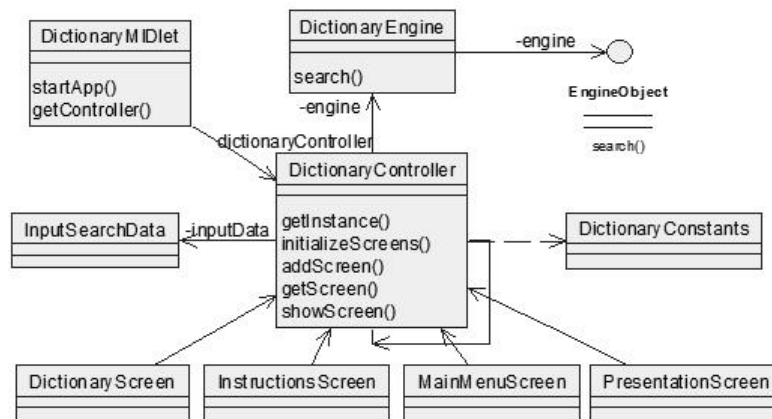 DictionaryMIDlet
startApp()
getController()
DictionaryEngine
search()
-engine
EngineObject
search()
-engine
dictionaryController
DictionaryController
getInstance()
initializeScreens()
addScreen()
getScreen()
showScreen()
InputSearchData
-inputData
DictionaryConstants
DictionaryScreen
InstructionsScreen
MainMenuScreen
PresentationScreen